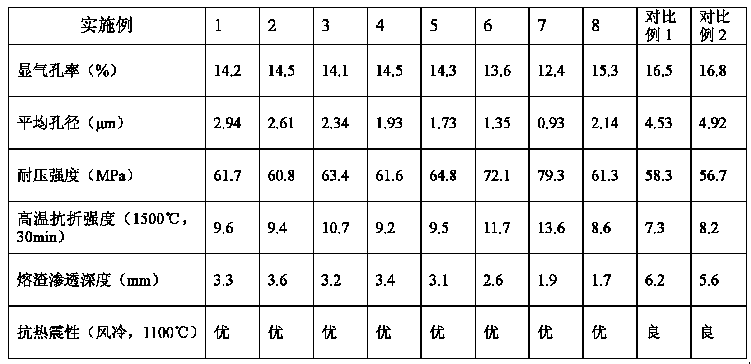 实施例 1 2 3 4 5 6 7 8 对比例1 对比例2
显气孔率（%） 14.2 14.5 14.1 14.5 14.3 13.6 12.4 15.3 16.5 16.8
平均孔径（μm） 2.94 2.61 2.34 1.93 1.73 1.35 0.93 2.14 4.53 4.92
耐压强度（MPa） 61.7 60.8 63.4 61.6 64.8 72.1 79.3 61.3 58.3 56.7
高温抗折强度（1500℃，30min） 9.6 9.4 10.7 9.2 9.5 11.7 13.6 8.6 7.3 8.2
熔渣渗透深度（mm） 3.3 3.6 3.2 3.4 3.1 2.6 1.9 1.7 6.2 5.6
抗热震性（风冷，1100℃） 优 优 优 优 优 优 优 优 良 良